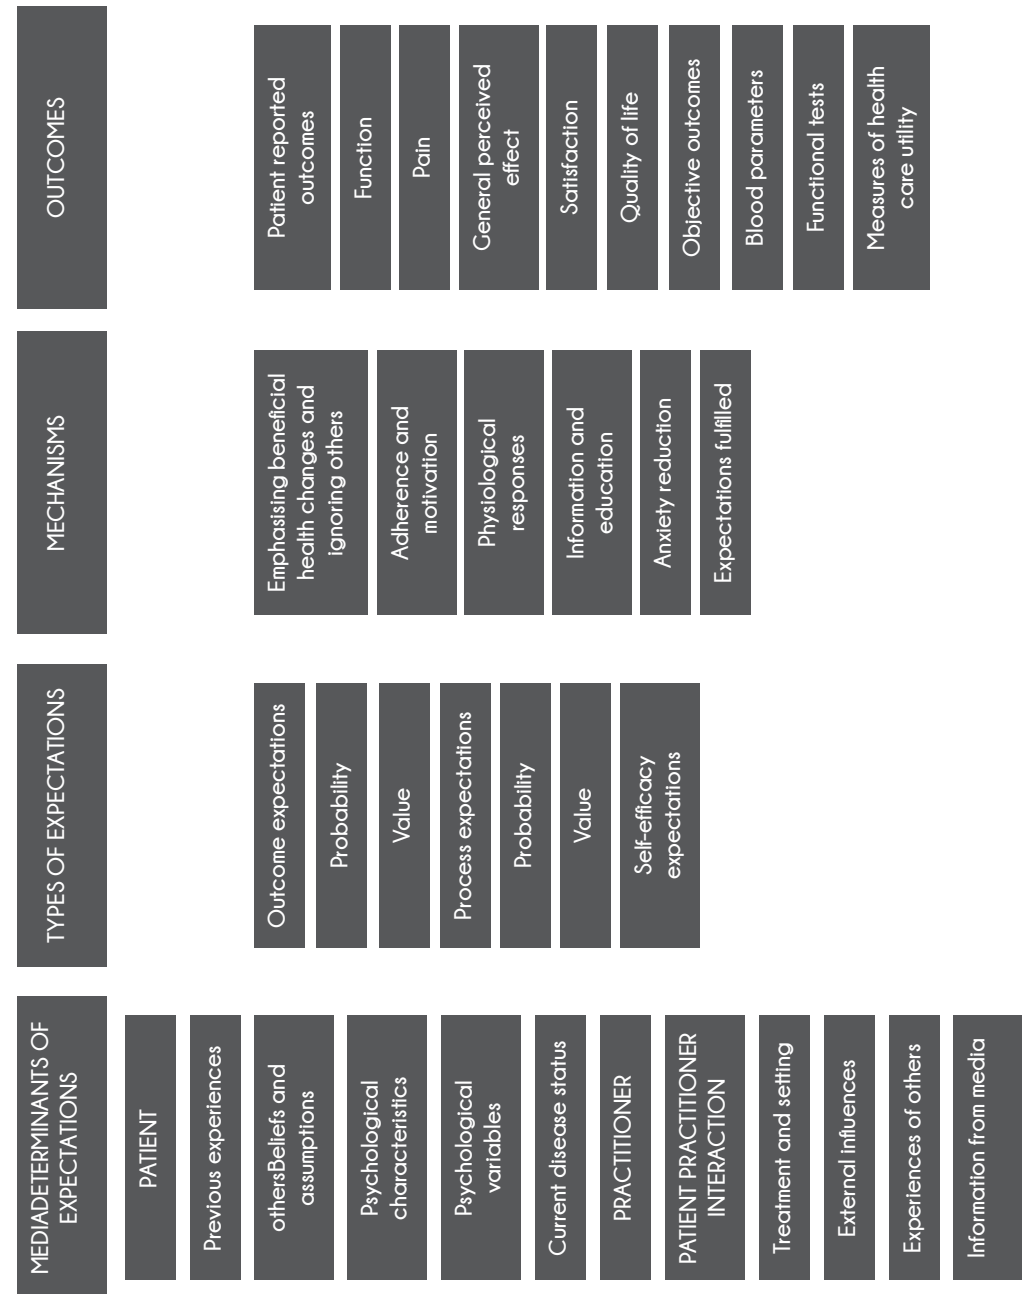 MEDIADETERMINANTS OF
EXPECTATIONS
PATIENT
Previous experiences
othersBeliefs and
assumptions
Psychological
characteristics
Psychological
variables
Current disease status
PRACTITIONER
PATIENT PRACTITIONER
INTERACTION
Treatment and setting
External influences
Experiences of others
Information from media
TYPES OF EXPECTATIONS
Outcome expectations
Probability
Value
Process expectations
Probability
Value
Self-efficacy
expectations
MECHANISMS
Emphasising beneficial
health changes and
ignoring others
Adherence and
motivation
Physiological
responses
Information and
education
Anxiety reduction
Expectations fulfilled
OUTCOMES
Patient reported
outcomes
Function
Pain
General perceived
effect
Satisfaction
Quality of life
Objective outcomes
Blood parameters
Functional tests
Measures of health
care utility